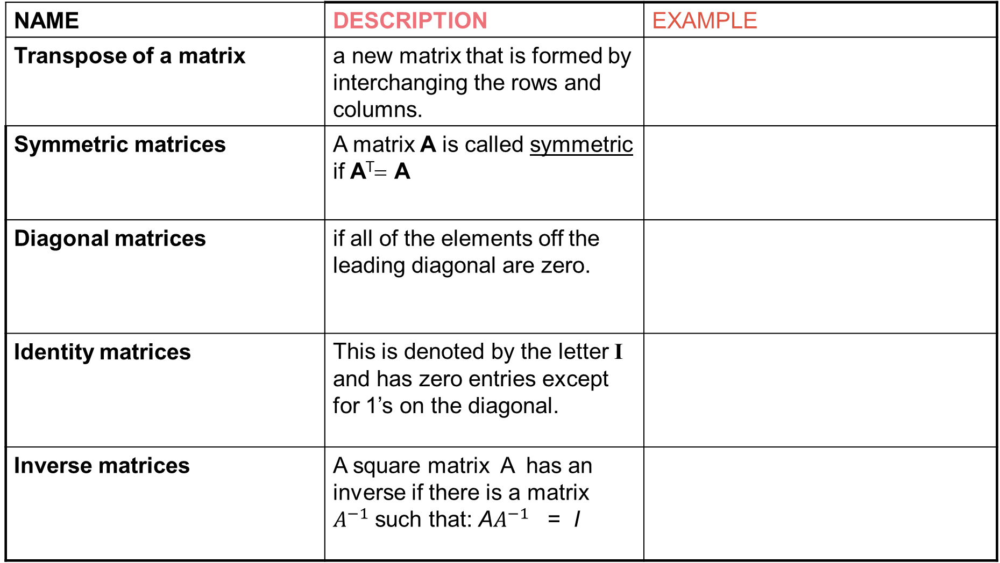 NAME
DESCRIPTION
EXAMPLE
Transpose of a matrix
a new matrix that is formed by
interchanging the rows and
columns.
Symmetric matrices
A matrix A is called symmetric
if Aᵀ= A
Diagonal matrices
if all of the elements off the
leading diagonal are zero.
Identity matrices
This is denoted by the letter I
and has zero entries except
for 1’s on the diagonal.
Inverse matrices
A square matrix A has an
inverse if there is a matrix
A⁻¹ such that: AA⁻¹ = I